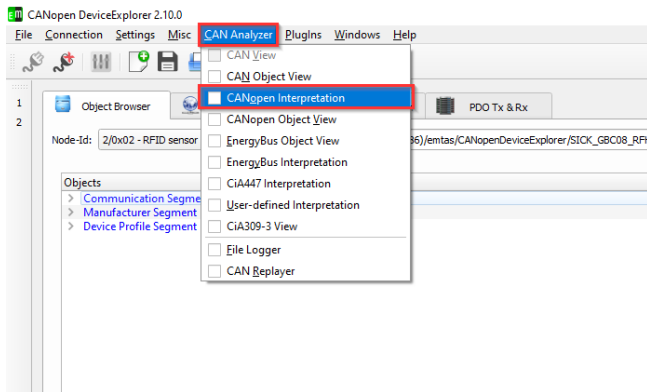 CANopen DeviceExplorer 2.10.0
File Connection Settings Misc CAN Analyzer PlugIns Windows Help
CAN View
CAN Object View
CANopen Interpretation
CANopen Object View
EnergyBus Object View
EnergyBus Interpretation
CiA447 Interpretation
User-defined Interpretation
CiA309-3 View
File Logger
CAN Replayer
1
2
Object Browser
PDO Tx & Rx
Node-Id: 2/0x02 - RFID sensor
86)/emtas/CANopenDeviceExplorer/SICK_GBC08_RFH
Objects
Communication Segme
Manufacturer Segment
Device Profile Segment